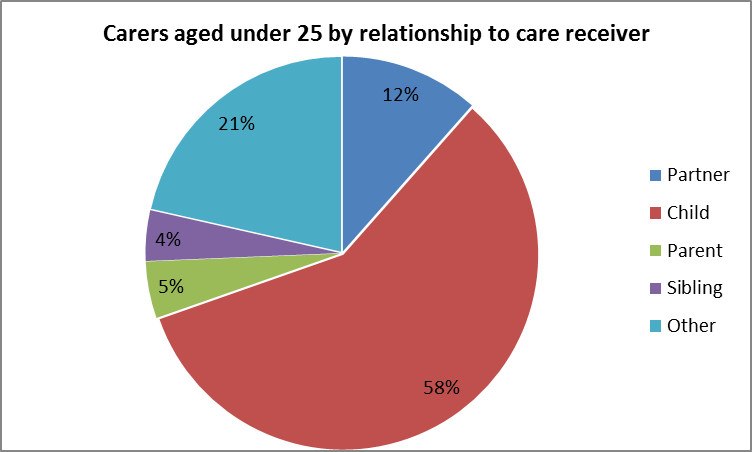 Carers aged under 25 by relationship to care receiver
12%
21%
4%
5%
58%
Partner
Child
Parent
Sibling
Other